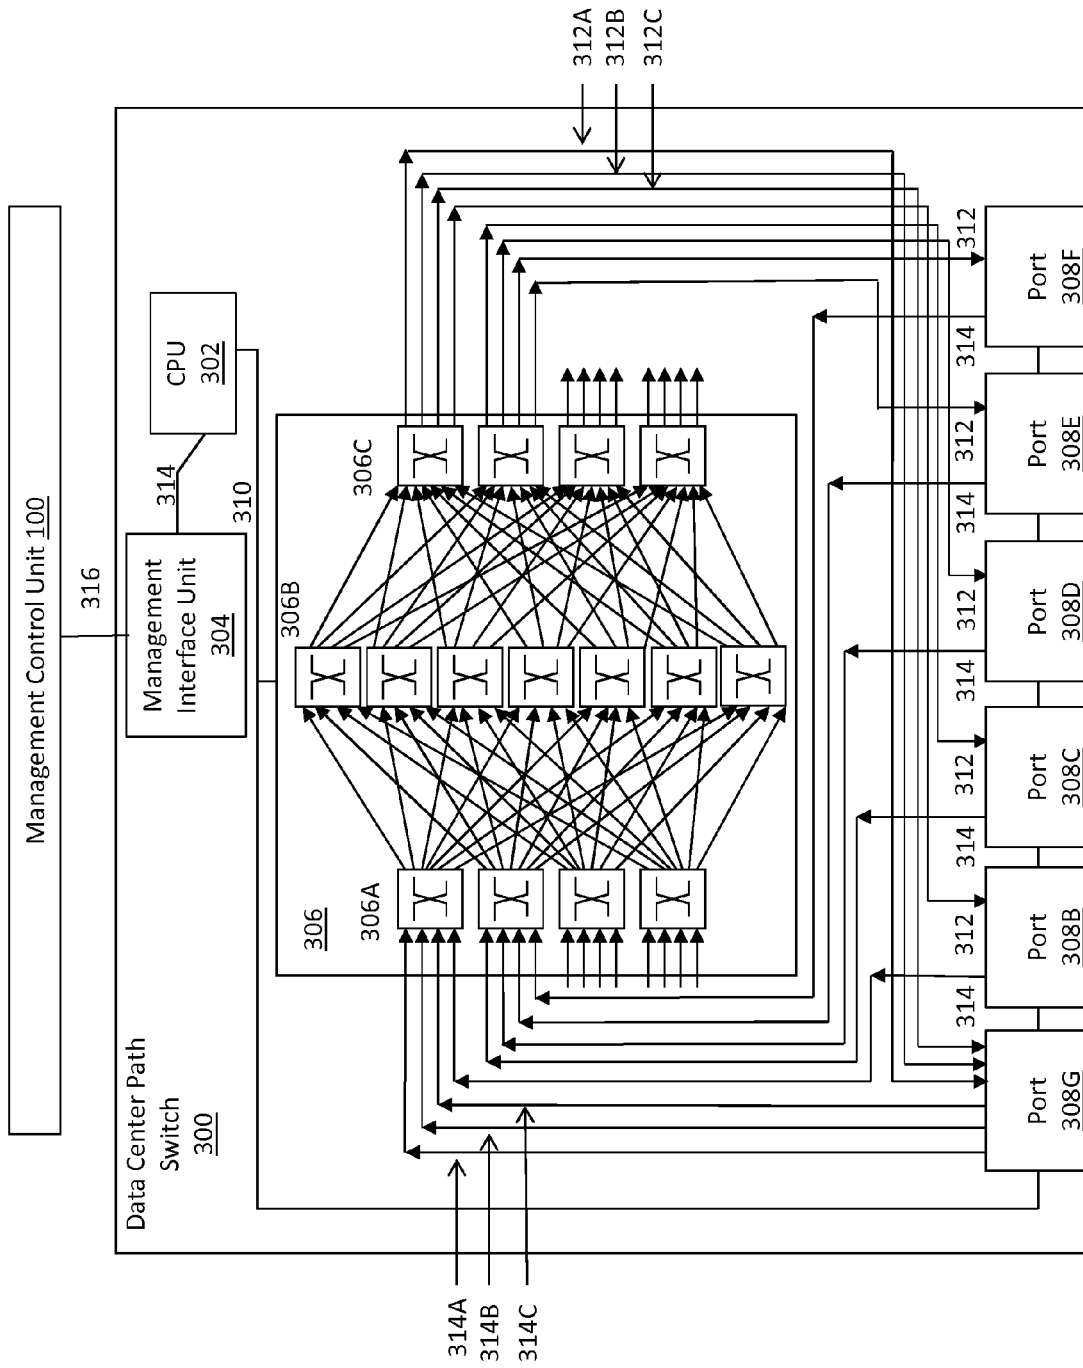 Management Control Unit 100
316
Data Center Path
Switch
300
Management
Interface Unit
304
314
CPU
302
310
306
306A
306B
306C
312A
312B
312C
314A
314B
314C
Port
308G
314
312
Port
308B
314
312
Port
308C
314
312
Port
308D
314
312
Port
308E
314
312
Port
308F